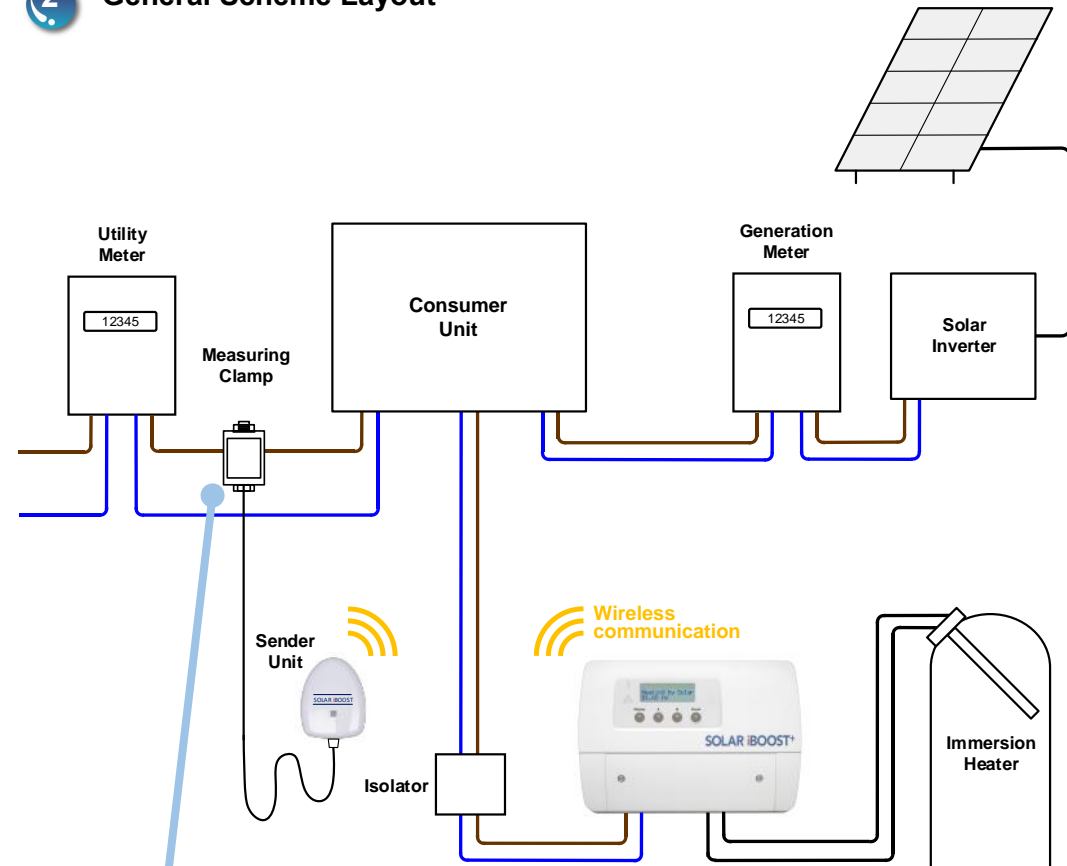 2
General Scheme Layout
Utility
Meter
12345
Consumer
Unit
Generation
Meter
12345
Solar
Inverter
Measuring
Clamp
Sender
Unit
SOLAR iBOOST
Wireless
communication
SOLAR iBOOST+
Isolator
Immersion
Heater